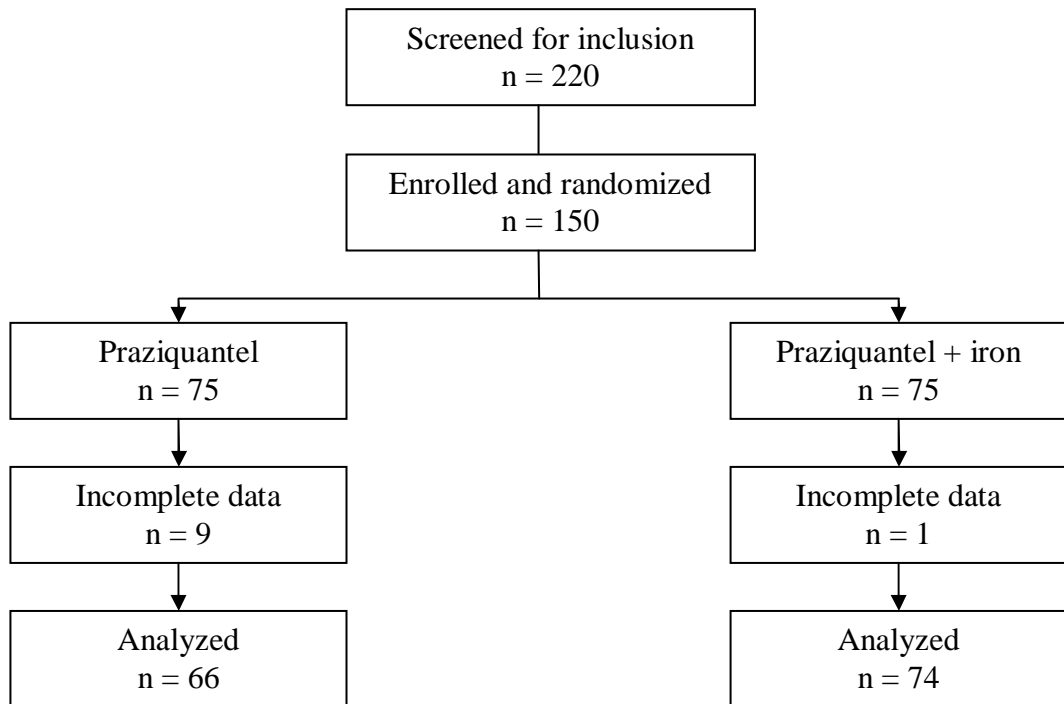 Screened for inclusion
n = 220
Enrolled and randomized
n = 150
Praziquantel
n = 75
Praziquantel + iron
n = 75
Incomplete data
n = 9
Incomplete data
n = 1
Analyzed
n = 66
Analyzed
n = 74